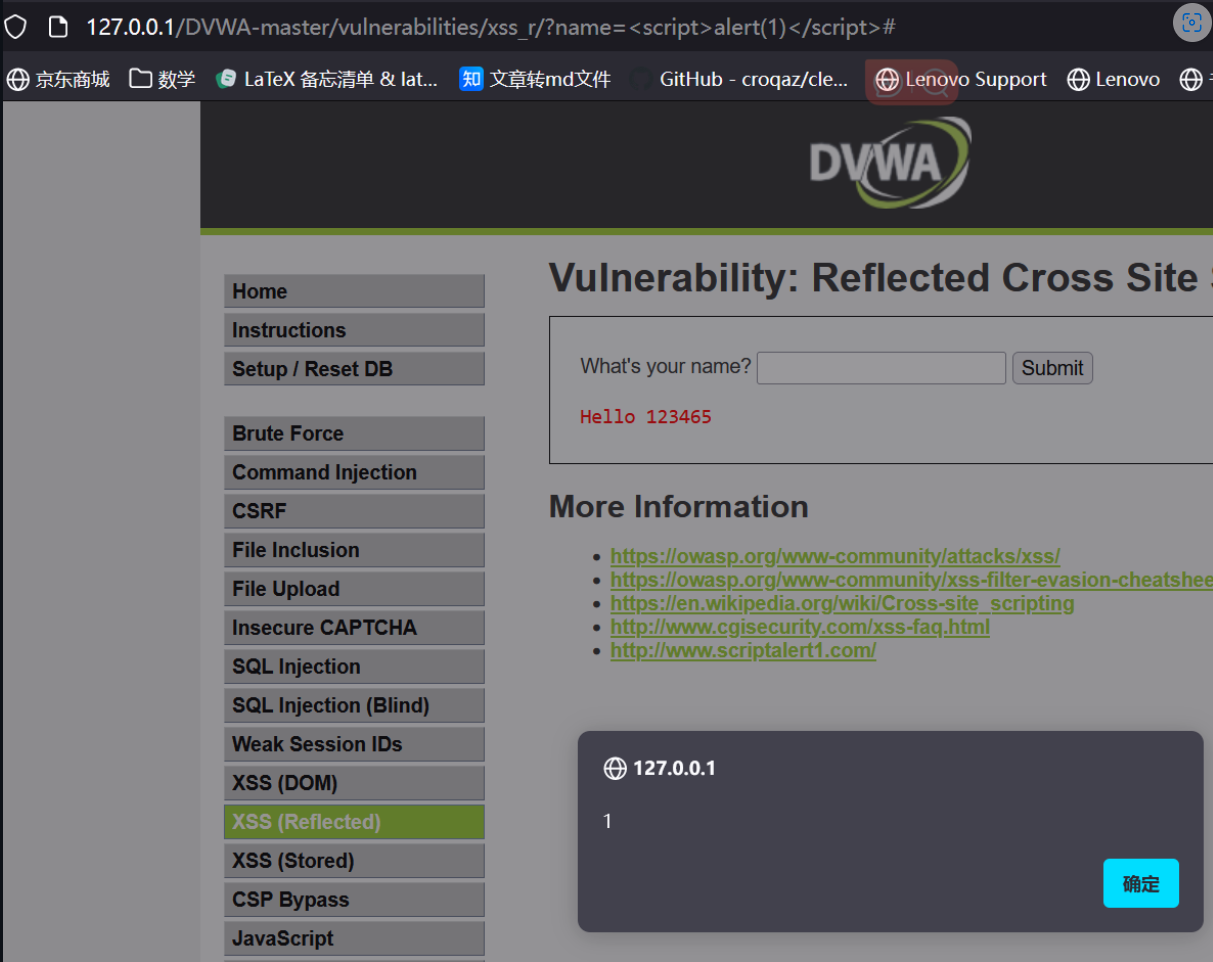 127.0.0.1/DVWA-master/vulnerabilities/xss_r/?name=<script>alert(1)</script>#
京东商城 数学 LaTeX 备忘清单 & lat... 知 文章转md文件 GitHub - croqaz/cle... Lenovo Support Lenovo
DVWA
Home
Instructions
Setup / Reset DB
Brute Force
Command Injection
CSRF
File Inclusion
File Upload
Insecure CAPTCHA
SQL Injection
SQL Injection (Blind)
Weak Session IDs
XSS (DOM)
XSS (Reflected)
XSS (Stored)
CSP Bypass
JavaScript
Vulnerability: Reflected Cross Site
What's your name? Submit
Hello 123465
More Information
https://owasp.org/www-community/attacks/xss/
https://owasp.org/www-community/xss-filter-evasion-cheatshee
https://en.wikipedia.org/wiki/Cross-site_scripting
http://www.cgisecurity.com/xss-faq.html
http://www.scriptalert1.com/
127.0.0.1
1
确定